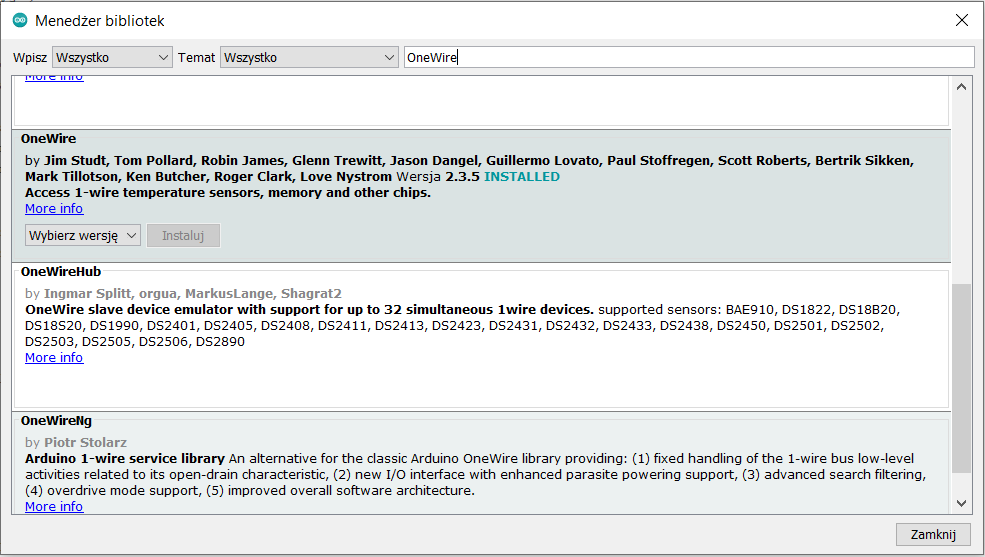 Menedżer bibliotek
Wpisz Wszystko Temat Wszystko OneWire
More info
OneWire
by Jim Studt, Tom Pollard, Robin James, Glenn Trewitt, Jason Dangel, Guillermo Lovato, Paul Stoffregen, Scott Roberts, Bertrik Sikken,
Mark Tillotson, Ken Butcher, Roger Clark, Love Nystrom Wersja 2.3.5 INSTALLED
Access 1-wire temperature sensors, memory and other chips.
More info
Wybierz wersję Instaluj
OneWireHub
by Ingmar Splitt, orgua, MarkusLange, Shagrat2
OneWire slave device emulator with support for up to 32 simultaneous 1wire devices. supported sensors: BAE910, DS1822, DS18B20,
DS18S20, DS1990, DS2401, DS2405, DS2408, DS2411, DS2413, DS2423, DS2431, DS2432, DS2433, DS2438, DS2450, DS2501, DS2502,
DS2503, DS2505, DS2506, DS2890
More info
OneWireNg
by Piotr Stolarz
Arduino 1-wire service library An alternative for the classic Arduino OneWire library providing: (1) fixed handling of the 1-wire bus low-level
activities related to its open-drain characteristic, (2) new I/O interface with enhanced parasite powering support, (3) advanced search filtering,
(4) overdrive mode support, (5) improved overall software architecture.
More info
Zamknij